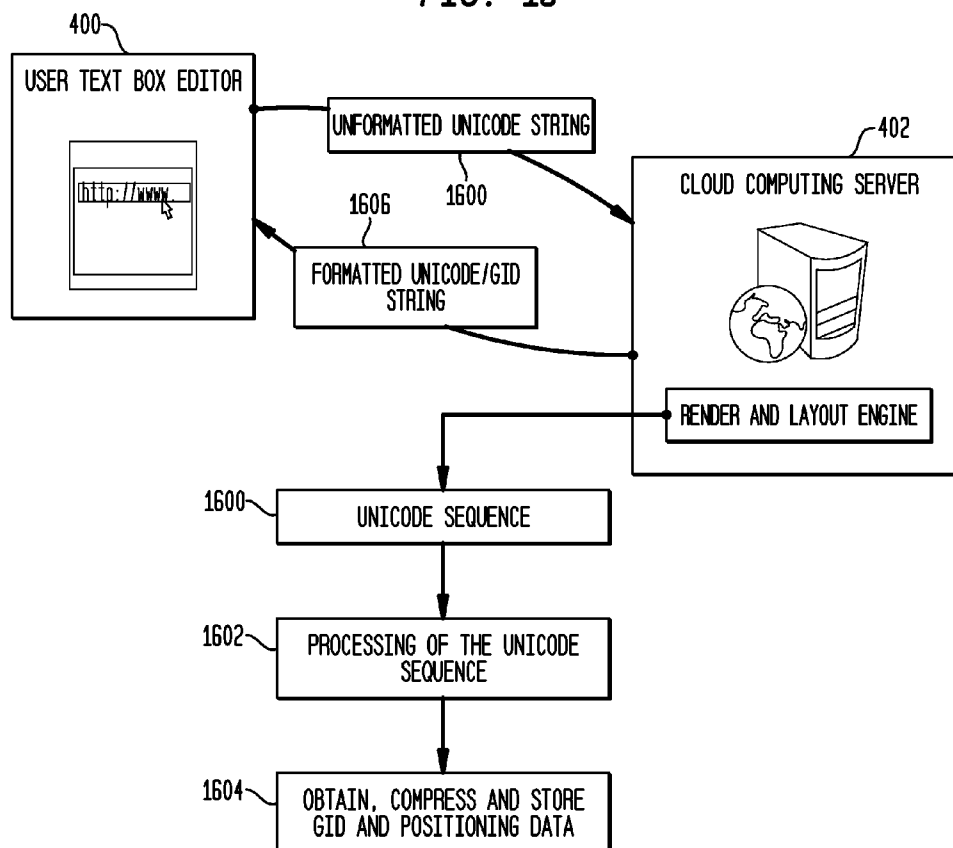 FIG.
400
USER TEXT BOX EDITOR
http://www.
UNFORMATTED UNICODE STRING
1600
402
CLOUD COMPUTING SERVER
1606
FORMATTED UNICODE/GID
STRING
RENDER AND LAYOUT ENGINE
1600
UNICODE SEQUENCE
1602
PROCESSING OF THE UNICODE
SEQUENCE
1604
OBTAIN, COMPRESS AND STORE
GID AND POSITIONING DATA